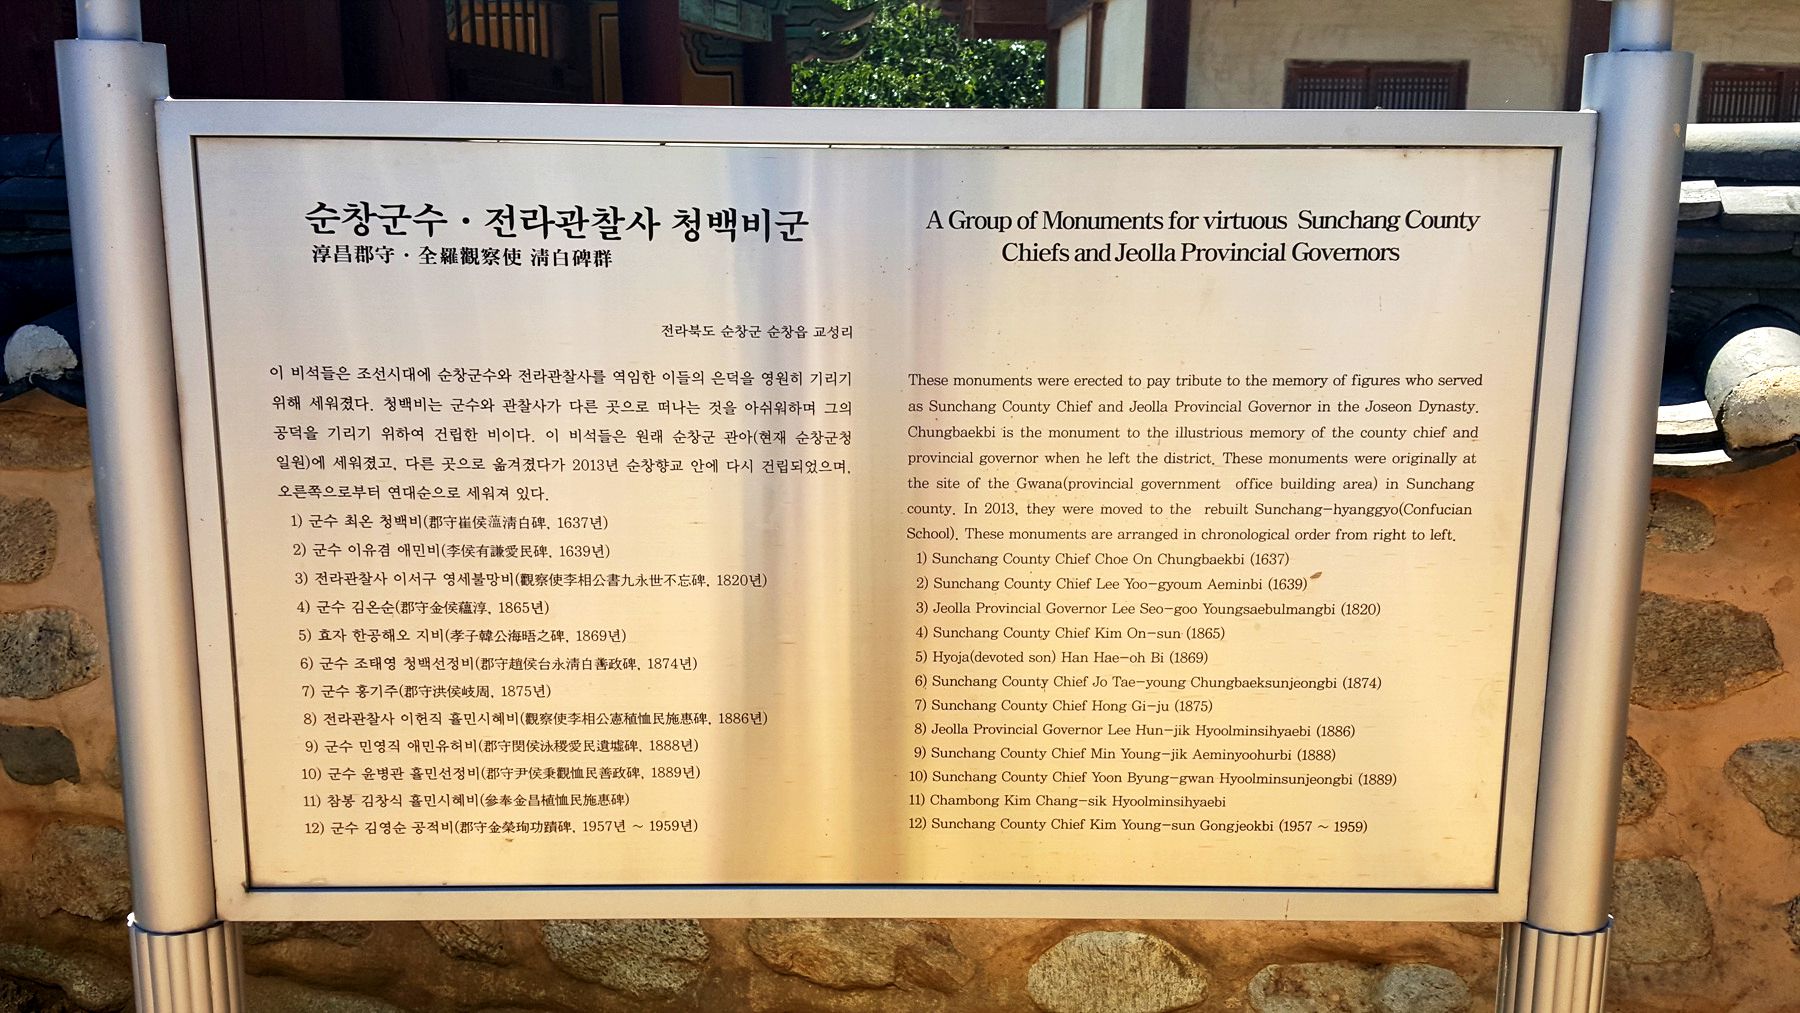 순창군수 · 전라관찰사 청백비군
淳昌郡守 · 全羅觀察使 淸白碑群
전라북도 순창군 순창읍 교성리
이 비석들은 조선시대에 순창군수와 전라관찰사를 역임한 이들의 은덕을 영원히 기리기
위해 세워졌다. 청백비는 군수와 관찰사가 다른 곳으로 떠나는 것을 아쉬워하며 그의
공덕을 기리기 위하여 건립한 비이다. 이 비석들은 원래 순창군 관아(현재 순창군청
일원)에 세워졌고, 다른 곳으로 옮겨졌다가 2013년 순창향교 안에 다시 건립되었으며,
오른쪽으로부터 연대순으로 세워져 있다.
1) 군수 최온 청백비(郡守崔侯薀淸白碑, 1637년)
2) 군수 이유겸 애민비(李侯有謙愛民碑, 1639년)
3) 전라관찰사 이서구 영세불망비(觀察使李相公書九永世不忘碑, 1820년)
4) 군수 김온순(郡守金侯蘊淳, 1865년)
5) 효자 한공해오 지비(孝子韓公海晤之碑, 1869년)
6) 군수 조태영 청백선정비(郡守趙侯台永淸白善政碑, 1874년)
7) 군수 홍기주(郡守洪侯岐周, 1875년)
8) 전라관찰사 이헌직 휼민시혜비(觀察使李相公憲稙恤民施惠碑, 1886년)
9) 군수 민영직 애민유허비(郡守閔侯泳稷愛民遺墟碑, 1888년)
10) 군수 윤병관 휼민선정비(郡守尹侯秉觀恤民善政碑, 1889년)
11) 참봉 김창식 휼민시혜비(參奉金昌植恤民施惠碑)
12) 군수 김영순 공적비(郡守金榮珣功蹟碑, 1957년 ~ 1959년)
A Group of Monuments for virtuous Sunchang County
Chiefs and Jeolla Provincial Governors
These monuments were erected to pay tribute to the memory of figures who served
as Sunchang County Chief and Jeolla Provincial Governor in the Joseon Dynasty.
Chungbaekbi is the monument to the illustrious memory of the county chief and
provincial governor when he left the district. These monuments were originally at
the site of the Gwana(provincial government office building area) in Sunchang
county. In 2013, they were moved to the rebuilt Sunchang-hyanggyo(Confucian
School). These monuments are arranged in chronological order from right to left.
1) Sunchang County Chief Choe On Chungbaekbi (1637)
2) Sunchang County Chief Lee Yoo-gyoum Aeminbi (1639)
3) Jeolla Provincial Governor Lee Seo-goo Youngsaebulmangbi (1820)
4) Sunchang County Chief Kim On-sun (1865)
5) Hyoja(devoted son) Han Hae-oh Bi (1869)
6) Sunchang County Chief Jo Tae-young Chungbaeksunjeongbi (1874)
7) Sunchang County Chief Hong Gi-ju (1875)
8) Jeolla Provincial Governor Lee Hun-jik Hyoolminsihyaebi (1886)
9) Sunchang County Chief Min Young-jik Aeminyoohurbi (1888)
10) Sunchang County Chief Yoon Byung-gwan Hyoolminsunjeongbi (1889)
11) Chambong Kim Chang-sik Hyoolminsihyaebi
12) Sunchang County Chief Kim Young-sun Gongjeokbi (1957 ~ 1959)